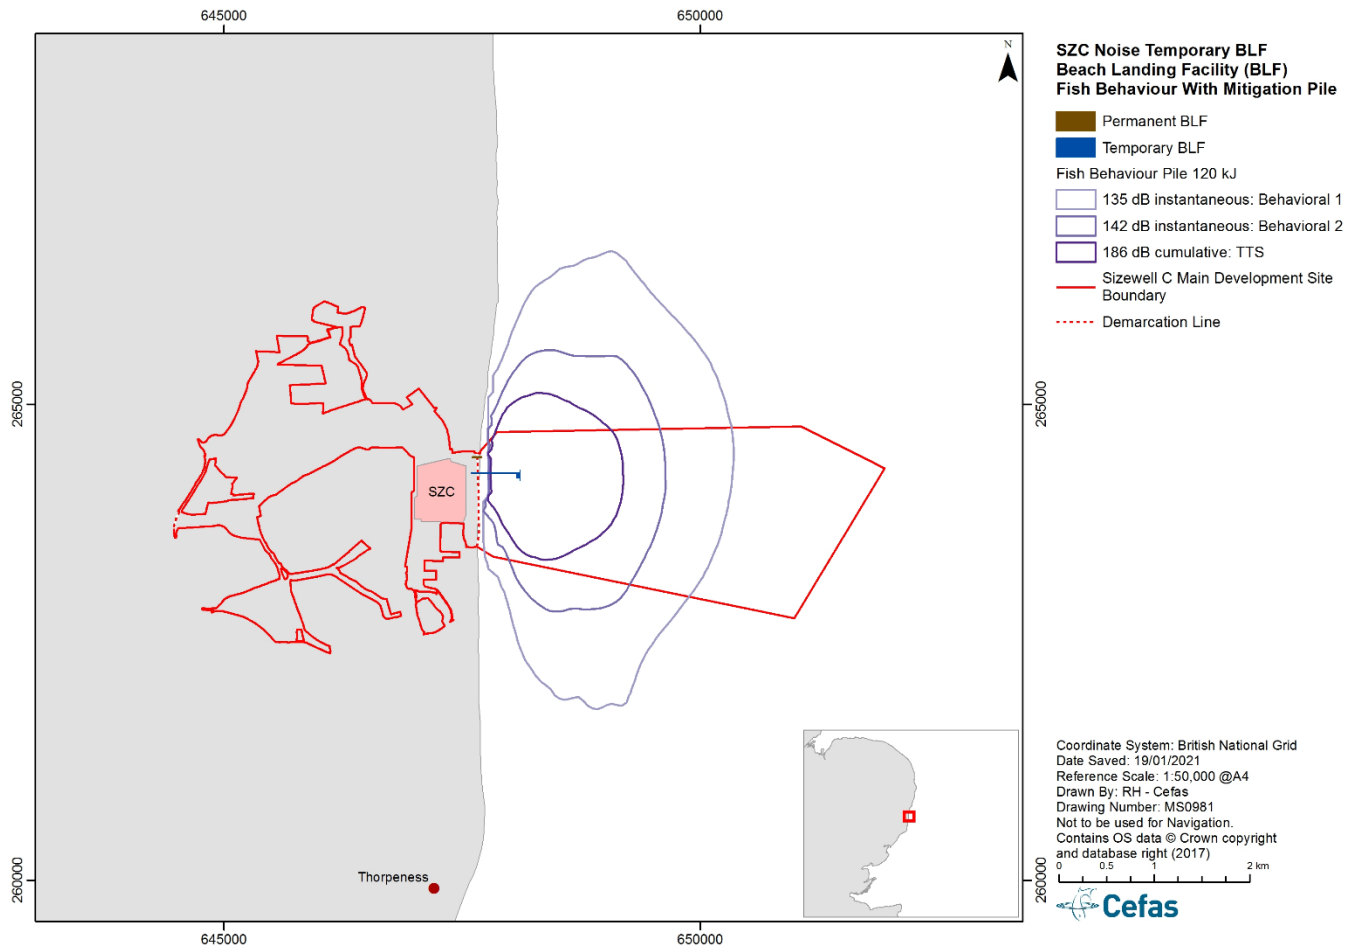 645000
650000
N
SZC Noise Temporary BLF
Beach Landing Facility (BLF)
Fish Behaviour With Mitigation Pile
Permanent BLF
Temporary BLF
Fish Behaviour Pile 120 kJ
135 dB instantaneous: Behavioral 1
142 dB instantaneous: Behavioral 2
186 dB cumulative: TTS
Sizewell C Main Development Site
Boundary
Demarcation Line
265000
265000
SZC
Coordinate System: British National Grid
Date Saved: 19/01/2021
Reference Scale: 1:50,000 @A4
Drawn By: RH - Cefas
Drawing Number: MS0981
Not to be used for Navigation.
Contains OS data © Crown copyright
and database right (2017)
0 0.5 1 2 km
Thorpeness
260000
260000
Cefas
645000
650000